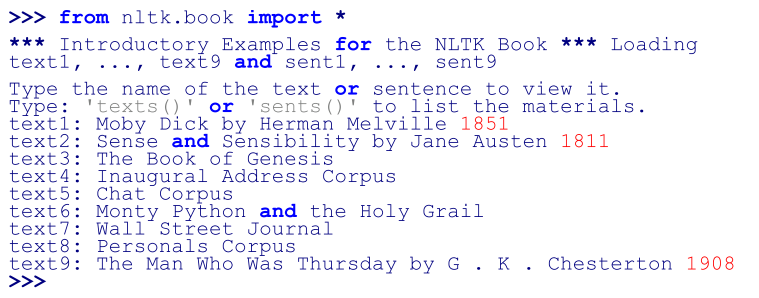 >>> from nltk.book import *
*** Introductory Examples for the NLTK Book *** Loading
text1, ..., text9 and sent1, ..., sent9
Type the name of the text or sentence to view it.
Type: 'texts()' or 'sents()' to list the materials.
text1: Moby Dick by Herman Melville 1851
text2: Sense and Sensibility by Jane Austen 1811
text3: The Book of Genesis
text4: Inaugural Address Corpus
text5: Chat Corpus
text6: Monty Python and the Holy Grail
text7: Wall Street Journal
text8: Personals Corpus
text9: The Man Who Was Thursday by G . K . Chesterton 1908
>>>